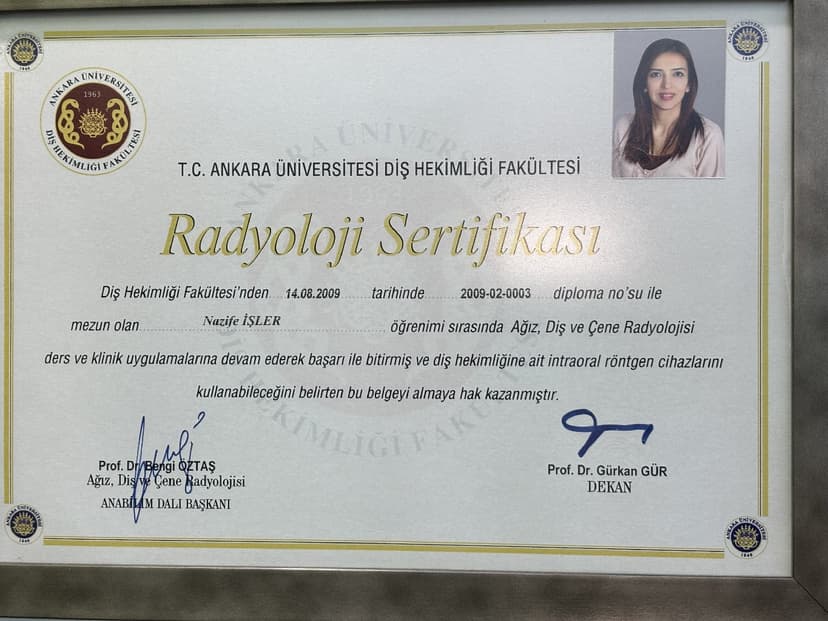 ANKARA ÜNİVERSİTESİ
1963
DİŞ HEKİMLİĞİ FAKÜLTESİ
T.C. ANKARA ÜNİVERSİTESİ DİŞ HEKİMLİĞİ FAKÜLTESİ
Radyoloji Sertifikası
Diş Hekimliği Fakültesi'nden 14.08.2009 tarihinde 2009-02-0003 diploma no'su ile
mezun olan Nazife İŞLER öğrenimi sırasında Ağız, Diş ve Çene Radyolojisi
ders ve klinik uygulamalarına devam ederek başarı ile bitirmiş ve diş hekimliğine ait intraoral röntgen cihazlarını
kullanabileceğini belirten bu belgeyi almaya hak kazanmıştır.
Prof. Dr. Bengi ÖZTAŞ
Ağız, Diş ve Çene Radyolojisi
ANABİLİM DALI BAŞKANI
Prof. Dr. Gürkan GÜR
DEKAN